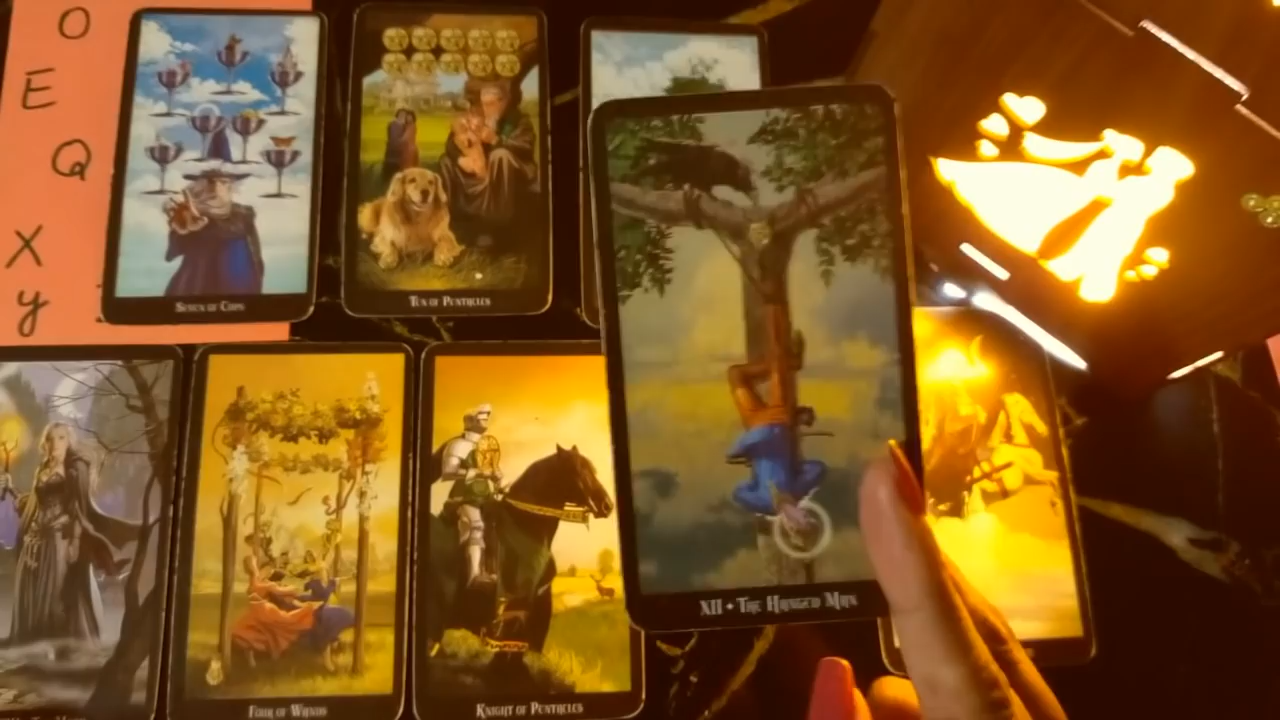 O
E
Q
X
y
SEVEN OF CUPS
TEN OF PENTACLES
XII • THE HANGED MAN
FOUR OF WANDS
KNIGHT OF PENTACLES